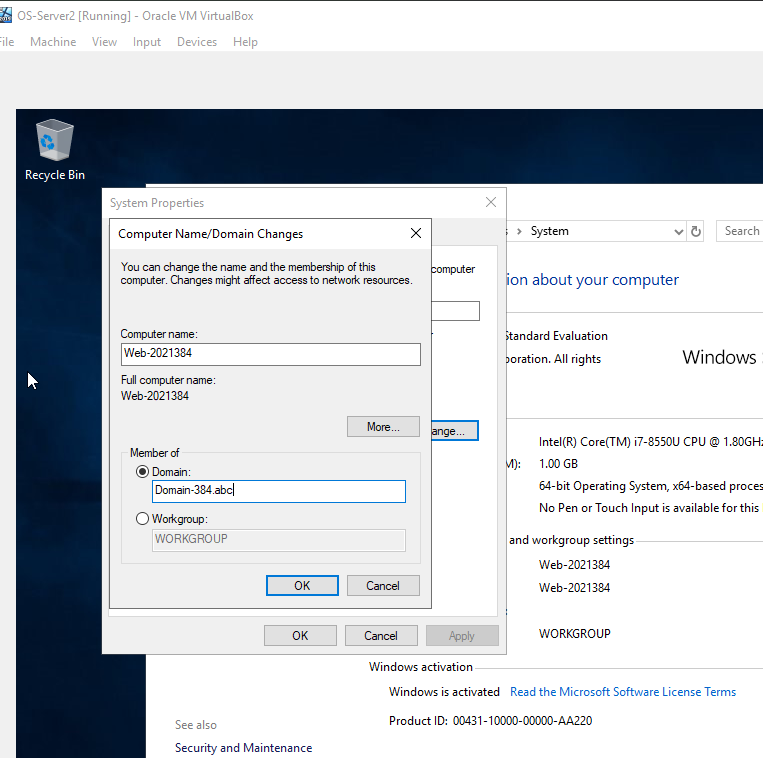 OS-Server2 [Running] - Oracle VM VirtualBox
File Machine View Input Devices Help
Recycle Bin
System Properties
Computer Name/Domain Changes
System
Search
You can change the name and the membership of this
computer. Changes might affect access to network resources.
computer
ion about your computer
Computer name:
Web-2021384
Standard Evaluation
poration. All rights
Windows
Full computer name:
Web-2021384
More...
ange...
Member of
Domain:
Domain-384.abc
Workgroup:
WORKGROUP
OK Cancel
OK Cancel Apply
Intel(R) Core(TM) i7-8550U CPU @ 1.80GHz
M): 1.00 GB
64-bit Operating System, x64-based proces
No Pen or Touch Input is available for this
and workgroup settings
Web-2021384
Web-2021384
WORKGROUP
Windows activation
Windows is activated Read the Microsoft Software License Terms
Product ID: 00431-10000-00000-AA220
See also
Security and Maintenance